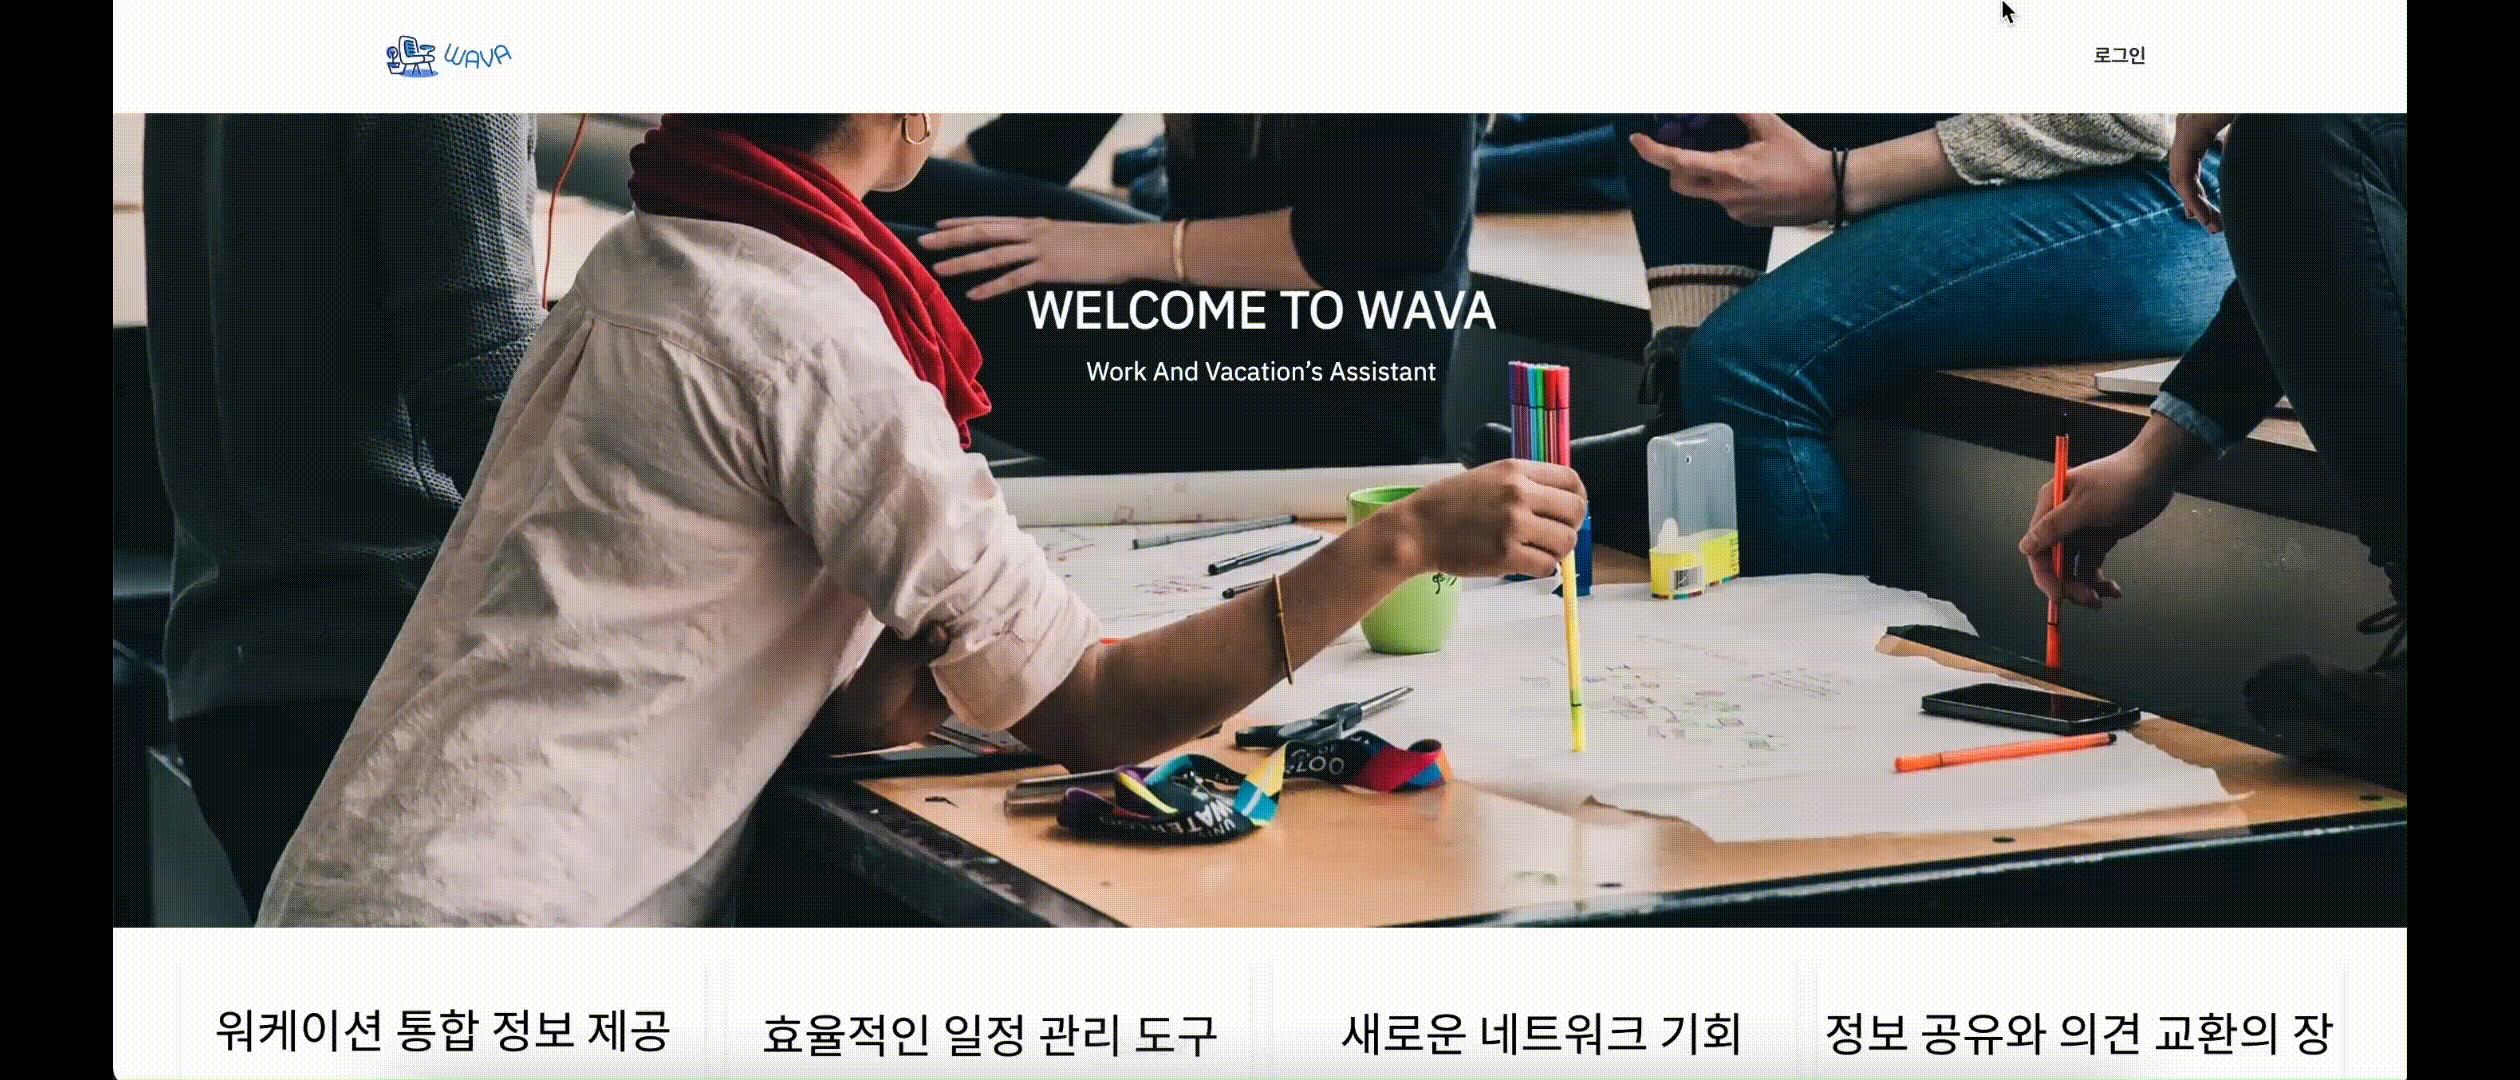 WAVA
로그인
WELCOME TO WAVA
Work And Vacation’s Assistant
워케이션 통합 정보 제공
효율적인 일정 관리 도구
새로운 네트워크 기회
정보 공유와 의견 교환의 장